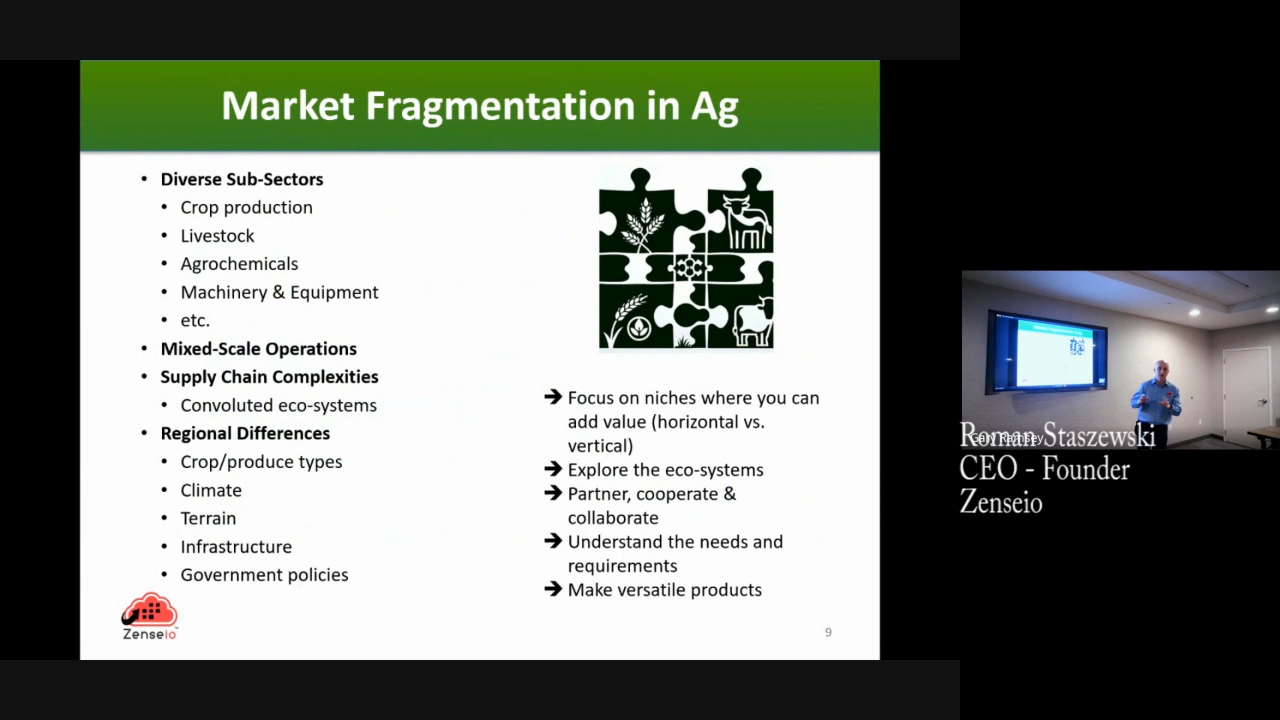 Market Fragmentation in Ag
• Diverse Sub-Sectors
• Crop production
• Livestock
• Agrochemicals
• Machinery & Equipment
• etc.
• Mixed-Scale Operations
• Supply Chain Complexities
• Convoluted eco-systems
• Regional Differences
• Crop/produce types
• Climate
• Terrain
• Infrastructure
• Government policies
➔ Focus on niches where you can
add value (horizontal vs.
vertical)
➔ Explore the eco-systems
➔ Partner, cooperate &
collaborate
➔ Understand the needs and
requirements
➔ Make versatile products
Zenseio
9
Roman Staszewski
CEO - Founder
Zenseio